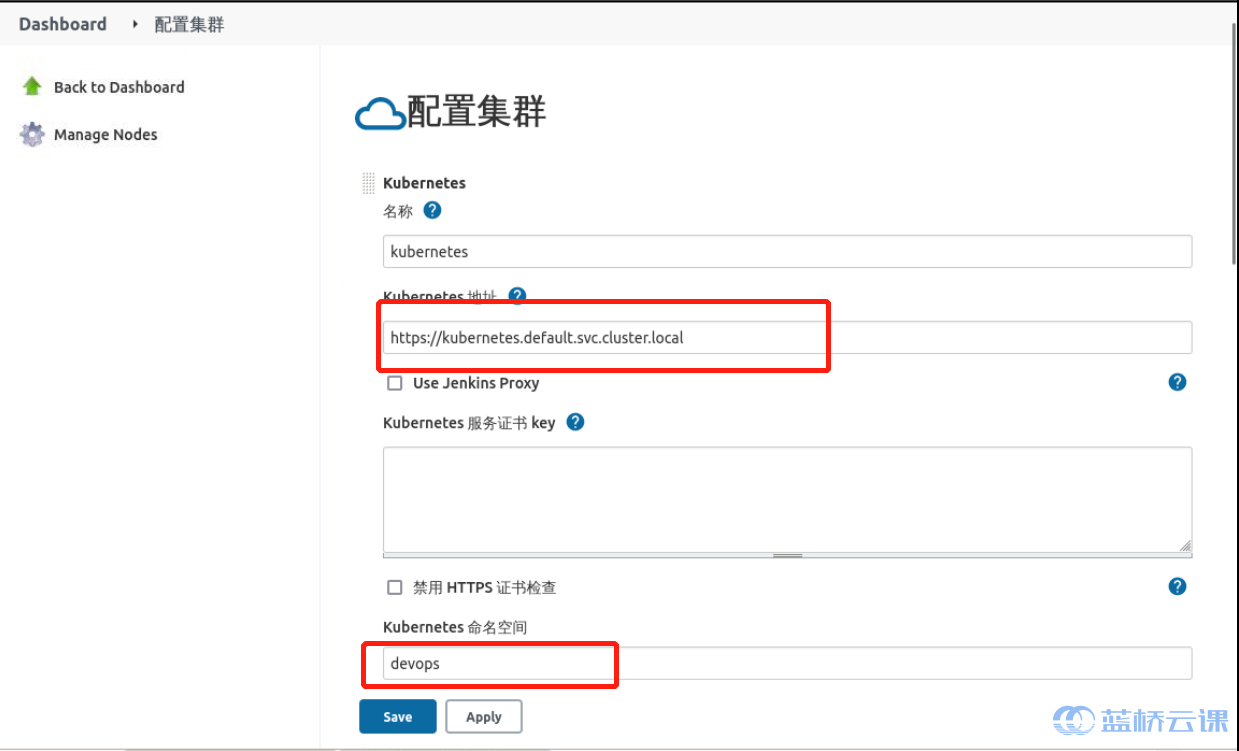 Dashboard ▸ 配置集群
Back to Dashboard
Manage Nodes
配置集群
Kubernetes
名称 ?
kubernetes
Kubernetes 地址 ?
https://kubernetes.default.svc.cluster.local
Use Jenkins Proxy ?
Kubernetes 服务证书 key ?
禁用 HTTPS 证书检查 ?
Kubernetes 命名空间
devops
Save Apply
蓝桥云课